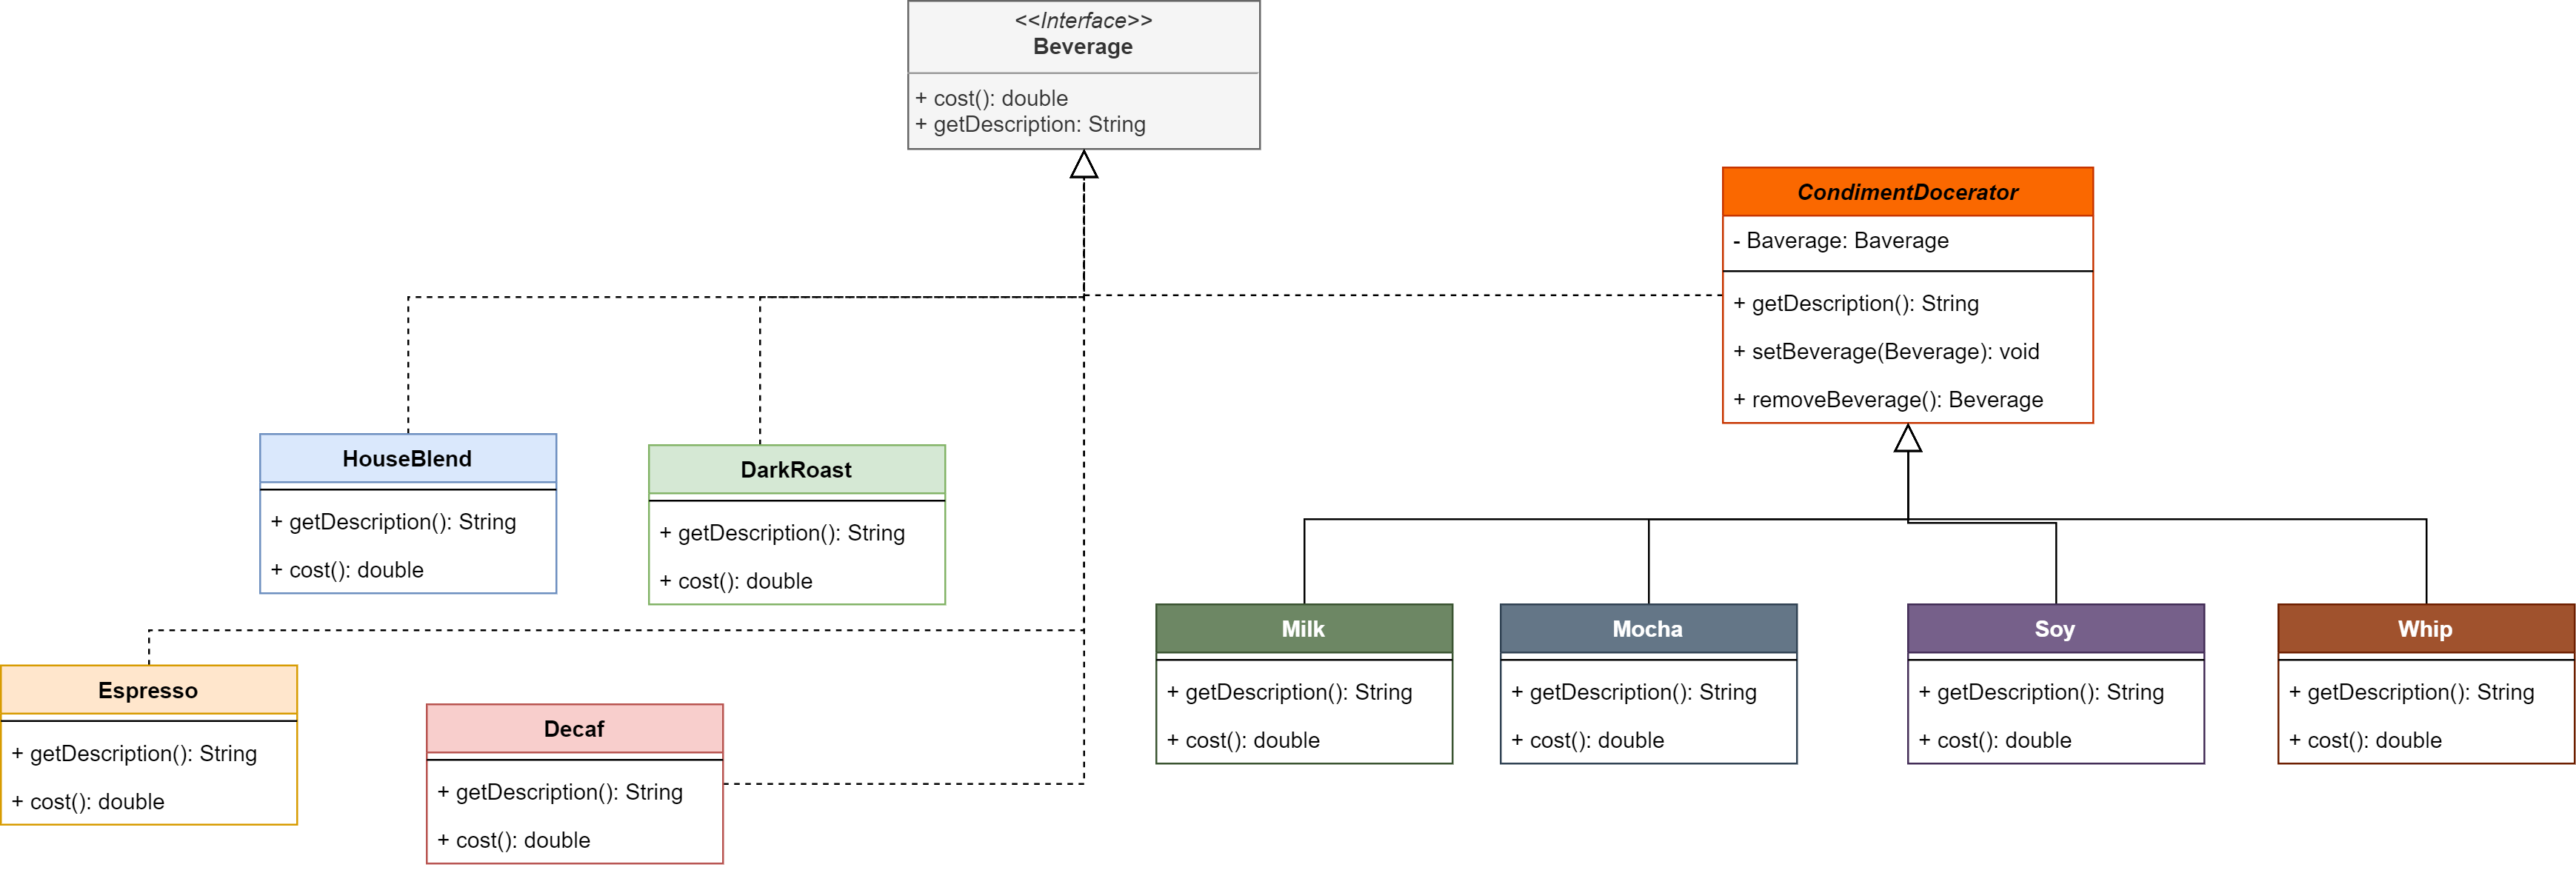 <<Interface>>
Beverage
+ cost(): double
+ getDescription: String
CondimentDocerator
- Baverage: Baverage
+ getDescription(): String
+ setBeverage(Beverage): void
+ removeBeverage(): Beverage
HouseBlend
+ getDescription(): String
+ cost(): double
DarkRoast
+ getDescription(): String
+ cost(): double
Espresso
+ getDescription(): String
+ cost(): double
Decaf
+ getDescription(): String
+ cost(): double
Milk
+ getDescription(): String
+ cost(): double
Mocha
+ getDescription(): String
+ cost(): double
Soy
+ getDescription(): String
+ cost(): double
Whip
+ getDescription(): String
+ cost(): double